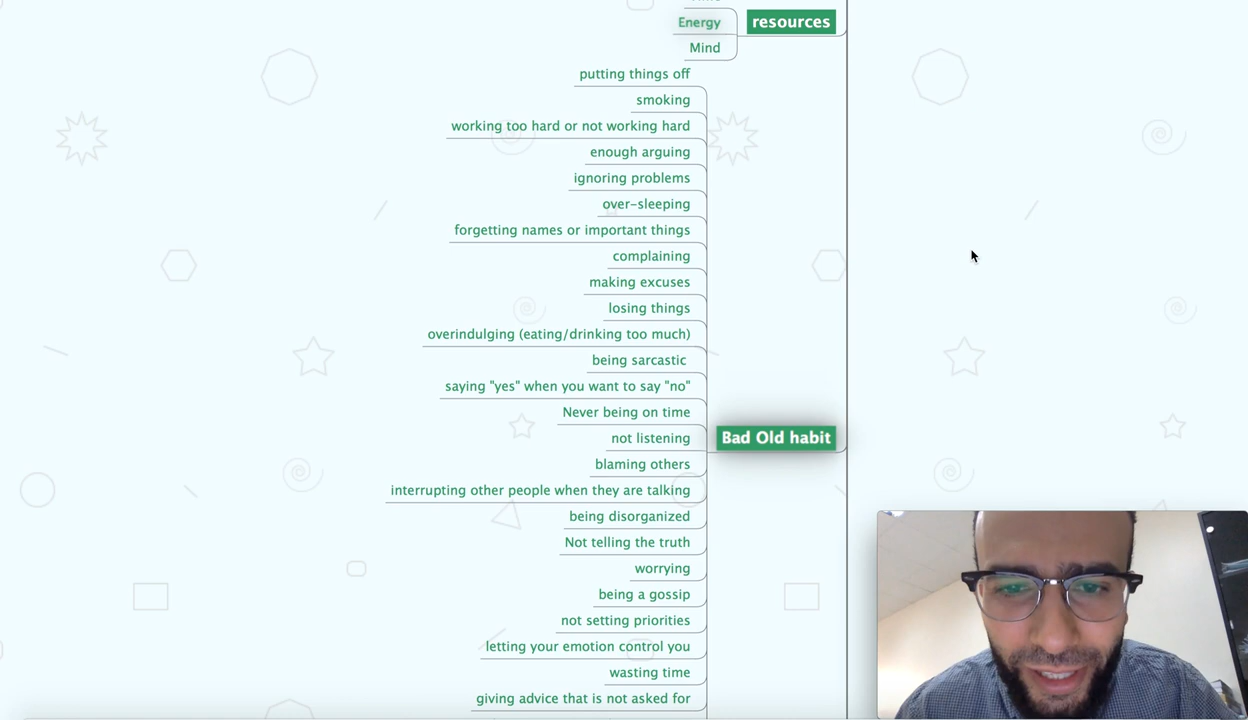 resources
Energy
Mind
putting things off
smoking
working too hard or not working hard
enough arguing
ignoring problems
over-sleeping
forgetting names or important things
complaining
making excuses
losing things
overindulging (eating/drinking too much)
being sarcastic
saying "yes" when you want to say "no"
Never being on time
not listening
Bad Old habit
blaming others
interrupting other people when they are talking
being disorganized
Not telling the truth
worrying
being a gossip
not setting priorities
letting your emotion control you
wasting time
giving advice that is not asked for